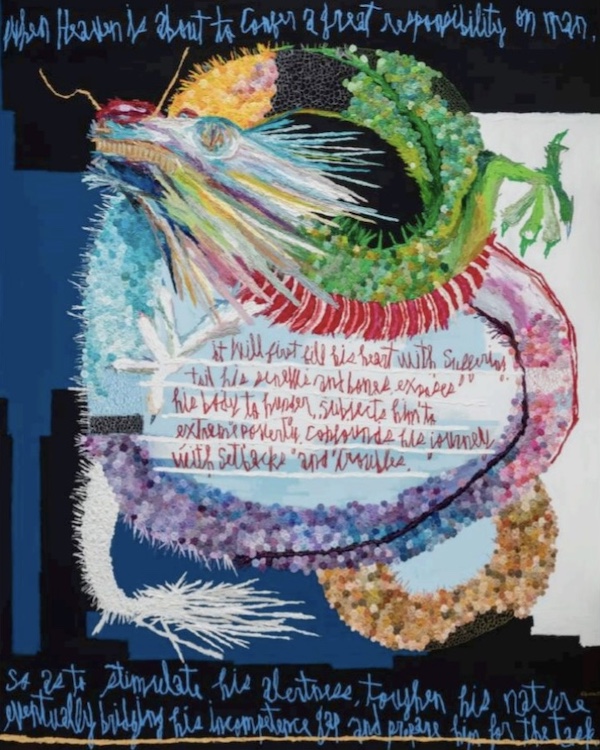 When Heaven is about to Confer a great responsibility on man,
it Will first fill his heart with Suffering,
toil his and bones, exposes
his body to hunger, subjects him to
extreme poverty, Confounds his journey
with Setbacks "and troubles."
So as to stimulate his alertness, toughen his nature
eventually bridging his incompetence gap and prepare him for the task